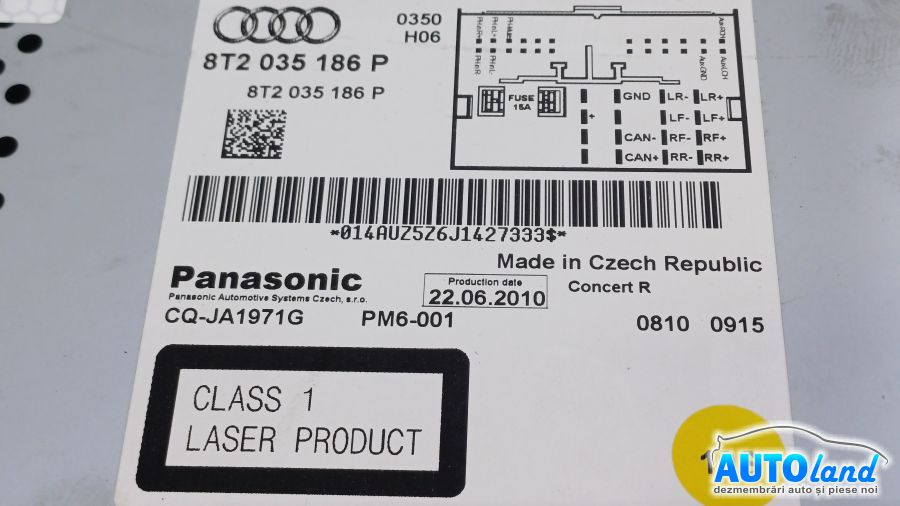 0350
H06
8T2 035 186 P
8T2 035 186 P
FUSE
15A
GND LR- LR+
+ LF- LF+
CAN- RF- RF+
CAN+ RR- RR+
AuxGND
*014AUZ5Z6J1427333$*
Made in Czech Republic
Panasonic
Panasonic Automotive Systems Czech, s.r.o.
Production date
22.06.2010
Concert R
CQ-JA1971G PM6-001
0810 0915
CLASS 1
LASER PRODUCT
AUTOland
dezmembrări auto și piese noi